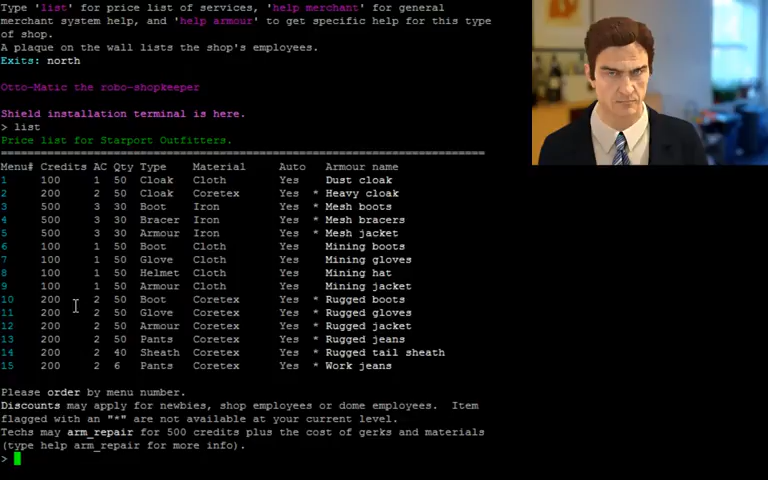 Type 'list' for price list of services, 'help merchant' for general
merchant system help, and 'help armour' to get specific help for this type
of shop.
A plaque on the wall lists the shop's employees.
Exits: north
Otto-Matic the robo-shopkeeper
Shield installation terminal is here.
> list
Price list for Starport Outfitters.
================================================================================
Menu# Credits AC Qty Type Material Auto Armour name
1 100 1 50 Cloak Cloth Yes Dust cloak
2 200 2 50 Cloak Coretex Yes * Heavy cloak
3 500 3 30 Boot Iron Yes * Mesh boots
4 500 3 30 Bracer Iron Yes * Mesh bracers
5 500 3 30 Armour Iron Yes * Mesh jacket
6 100 1 50 Boot Cloth Yes Mining boots
7 100 1 50 Glove Cloth Yes Mining gloves
8 100 1 50 Helmet Cloth Yes Mining hat
9 100 1 50 Armour Cloth Yes Mining jacket
10 200 2 50 Boot Coretex Yes * Rugged boots
11 200 2 50 Glove Coretex Yes * Rugged gloves
12 200 2 50 Armour Coretex Yes * Rugged jacket
13 200 2 50 Pants Coretex Yes * Rugged jeans
14 200 2 40 Sheath Coretex Yes * Rugged tail sheath
15 200 2 6 Pants Coretex Yes * Work jeans
Please order by menu number.
Discounts may apply for newbies, shop employees or dome employees. Item
flagged with an "*" are not available at your current level.
Techs may arm_repair for 500 credits plus the cost of gerks and materials
(type help arm_repair for more info).
>